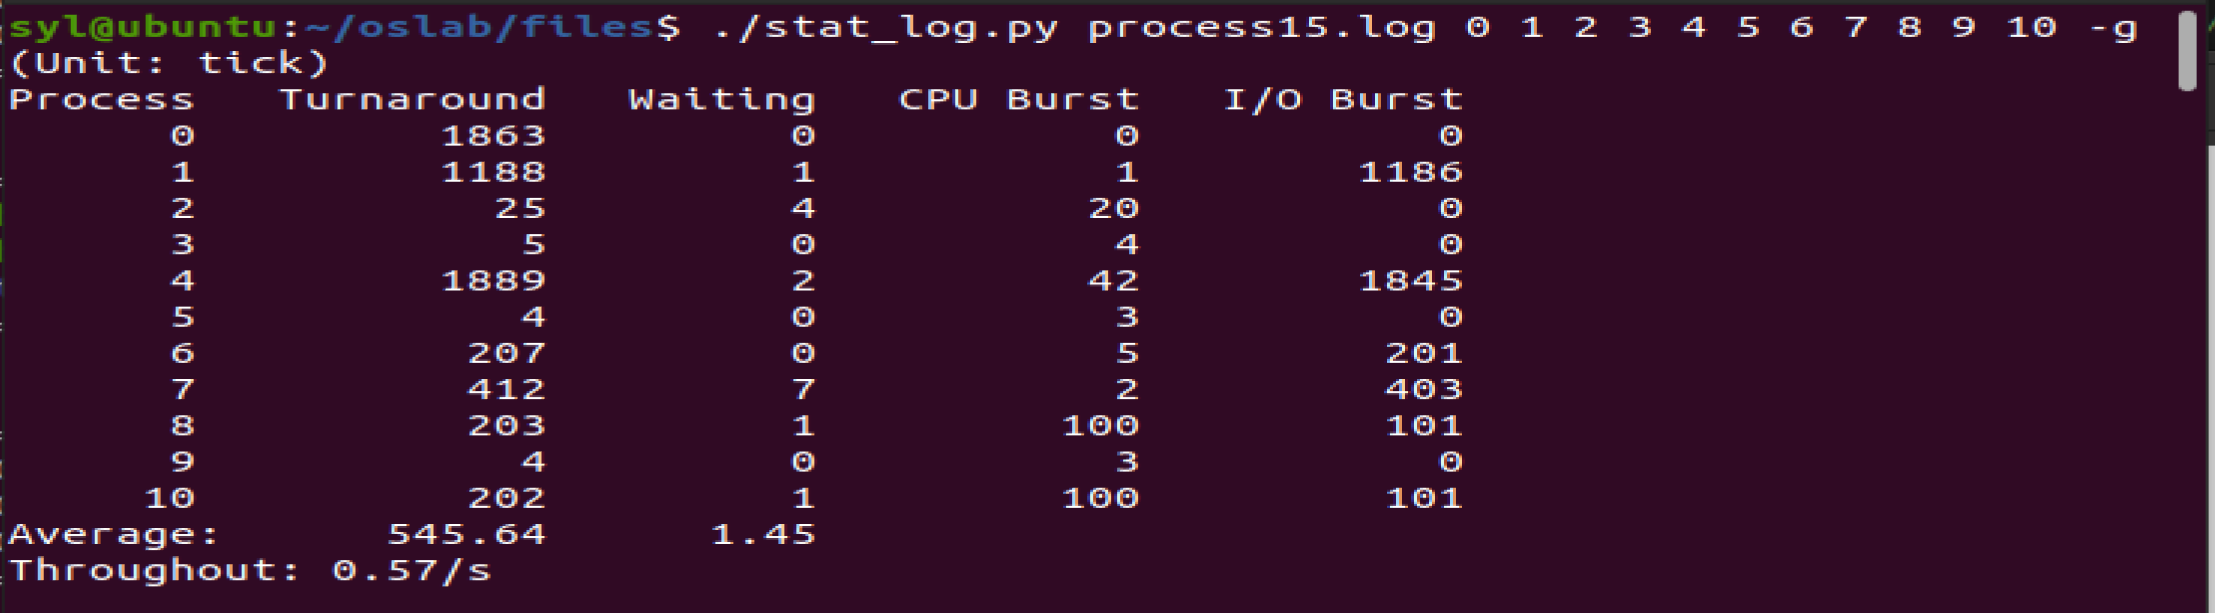 syl@ubuntu:~/oslab/files$ ./stat_log.py process15.log 0 1 2 3 4 5 6 7 8 9 10 -g
(Unit: tick)
Process   Turnaround   Waiting   CPU Burst   I/O Burst
      0         1863         0           0           0
      1         1188         1           1        1186
      2           25         4          20           0
      3            5         0           4           0
      4         1889         2          42        1845
      5            4         0           3           0
      6          207         0           5         201
      7          412         7           2         403
      8          203         1         100         101
      9            4         0           3           0
     10          202         1         100         101
Average:       545.64      1.45
Throughout: 0.57/s